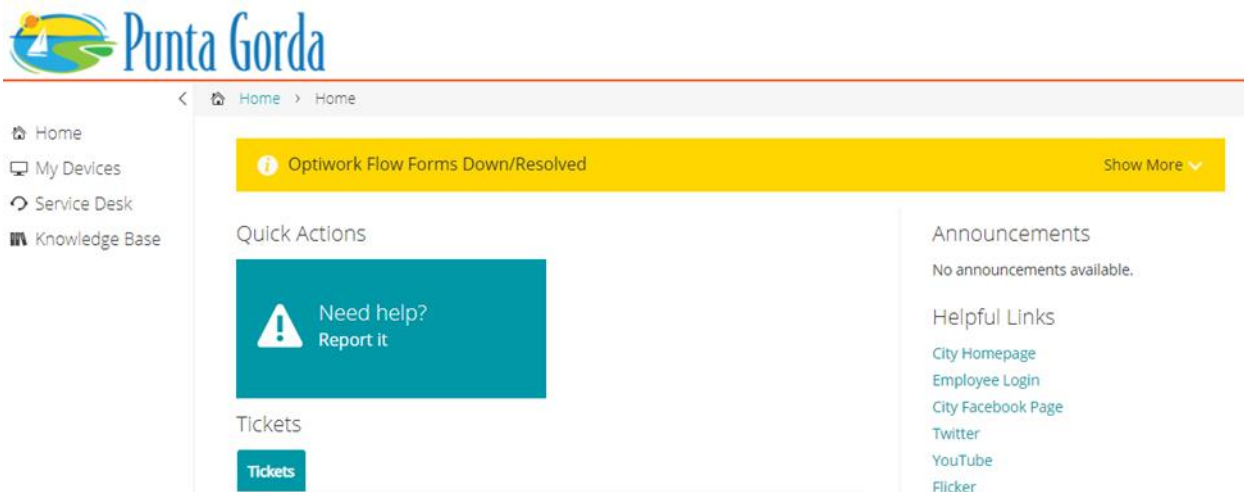 Punta Gorda
Home > Home
Home
My Devices
Service Desk
Knowledge Base
Optiwork Flow Forms Down/Resolved
Show More
Quick Actions
Need help?
Report it
Tickets
Tickets
Announcements
No announcements available.
Helpful Links
City Homepage
Employee Login
City Facebook Page
Twitter
YouTube
Flicker